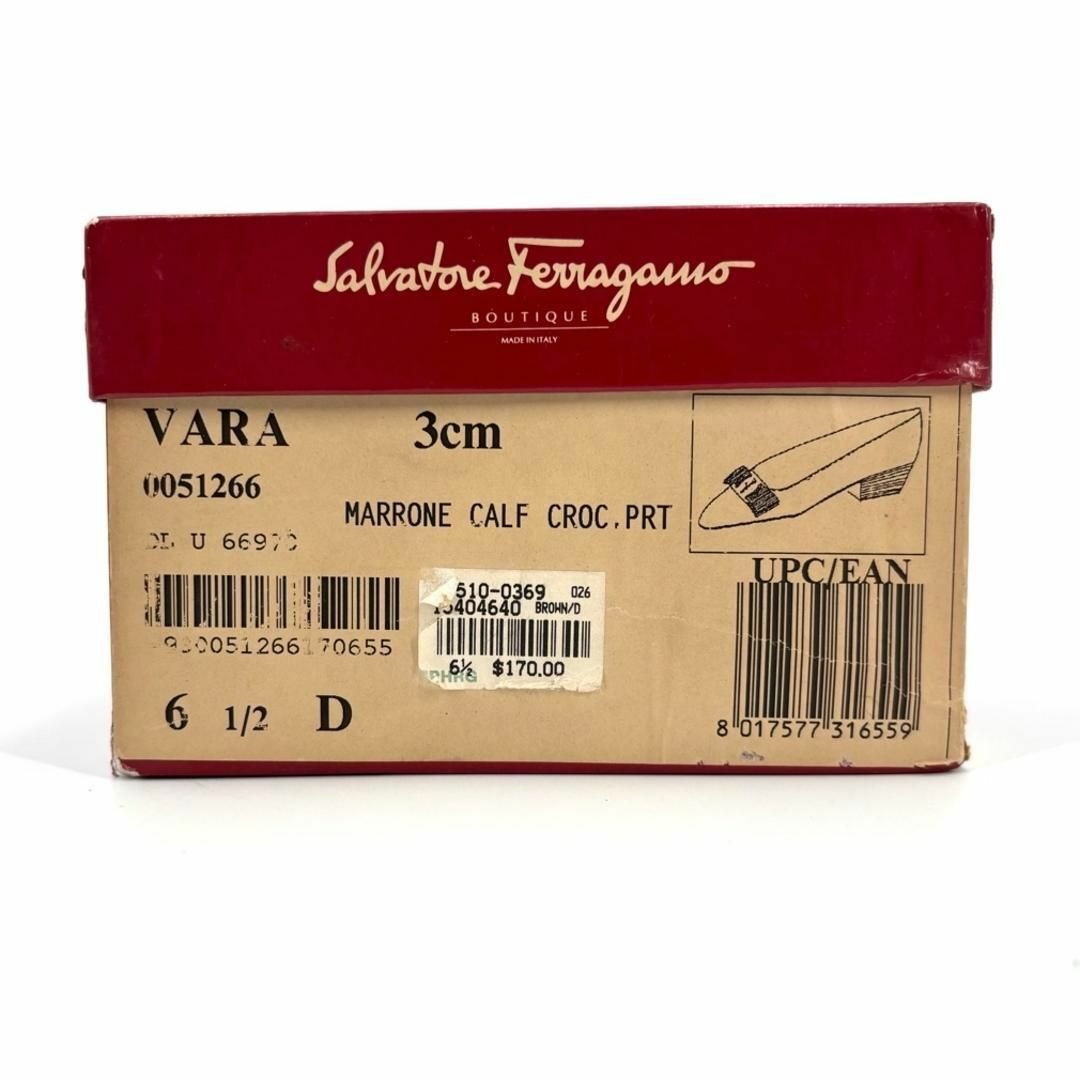 Salvatore Ferragamo
BOUTIQUE
MADE IN ITALY
VARA 3cm
0051266
MARRONE CALF CROC.PRT
U
UPC/EAN
510-0369 026
BROWN/D
6½ $170.00
6 1/2 D
8 017577 316559